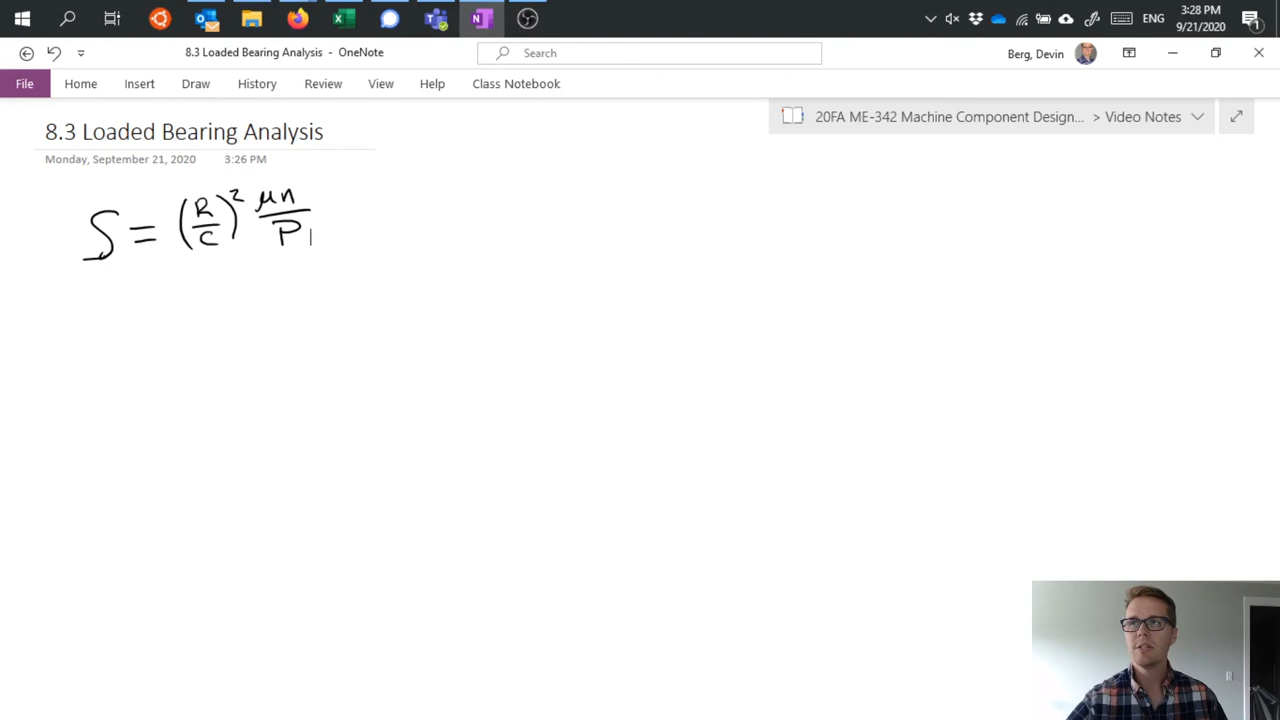 ENG
3:28 PM
9/21/2020
8.3 Loaded Bearing Analysis - OneNote
Search
Berg, Devin
File
Home
Insert
Draw
History
Review
View
Help
Class Notebook
20FA ME-342 Machine Component Design... > Video Notes
8.3 Loaded Bearing Analysis
Monday, September 21, 2020 3:26 PM
S = (R/C)² μn/P